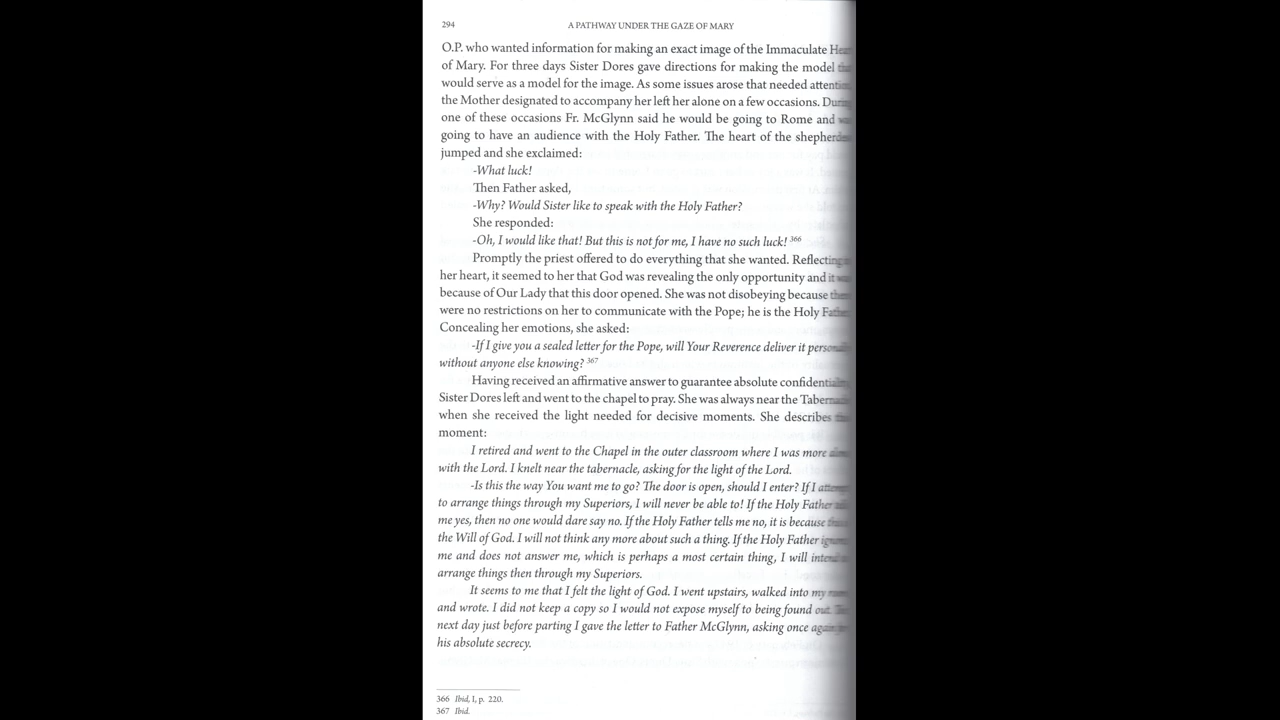 294 A PATHWAY UNDER THE GAZE OF MARY
O.P. who wanted information for making an exact image of the Immaculate Heart
of Mary. For three days Sister Dores gave directions for making the model that
would serve as a model for the image. As some issues arose that needed attention
the Mother designated to accompany her left her alone on a few occasions. During
one of these occasions Fr. McGlynn said he would be going to Rome and was
going to have an audience with the Holy Father. The heart of the shepherdess
jumped and she exclaimed:
-What luck!
Then Father asked,
-Why? Would Sister like to speak with the Holy Father?
She responded:
-Oh, I would like that! But this is not for me, I have no such luck! 366
Promptly the priest offered to do everything that she wanted. Reflecting
her heart, it seemed to her that God was revealing the only opportunity and it was
because of Our Lady that this door opened. She was not disobeying because there
were no restrictions on her to communicate with the Pope; he is the Holy Father
Concealing her emotions, she asked:
-If I give you a sealed letter for the Pope, will Your Reverence deliver it personally
without anyone else knowing? 367
Having received an affirmative answer to guarantee absolute confidentiality
Sister Dores left and went to the chapel to pray. She was always near the Tabernacle
when she received the light needed for decisive moments. She describes
moment:
I retired and went to the Chapel in the outer classroom where I was more alone
with the Lord. I knelt near the tabernacle, asking for the light of the Lord.
-Is this the way You want me to go? The door is open, should I enter? If I attempt
to arrange things through my Superiors, I will never be able to! If the Holy Father
me yes, then no one would dare say no. If the Holy Father tells me no, it is because
the Will of God. I will not think any more about such a thing. If the Holy Father ignores
me and does not answer me, which is perhaps a most certain thing, I will intend
arrange things then through my Superiors.
It seems to me that I felt the light of God. I went upstairs, walked into my room
and wrote. I did not keep a copy so I would not expose myself to being found out.
next day just before parting I gave the letter to Father McGlynn, asking once again
his absolute secrecy.
366 Ibid, I, p. 220.
367 Ibid.